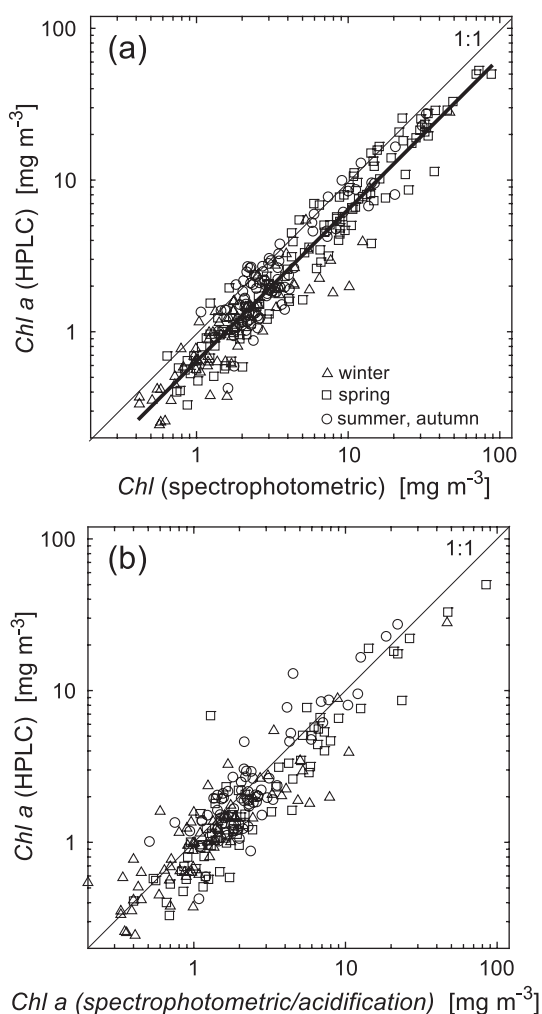 (a)
1:1
100
10
1
Chl a (HPLC) [mg m⁻³]
winter
spring
summer, autumn
1 10 100
Chl (spectrophotometric) [mg m⁻³]
(b)
1:1
100
10
1
Chl a (HPLC) [mg m⁻³]
1 10 100
Chl a (spectrophotometric/acidification) [mg m⁻³]